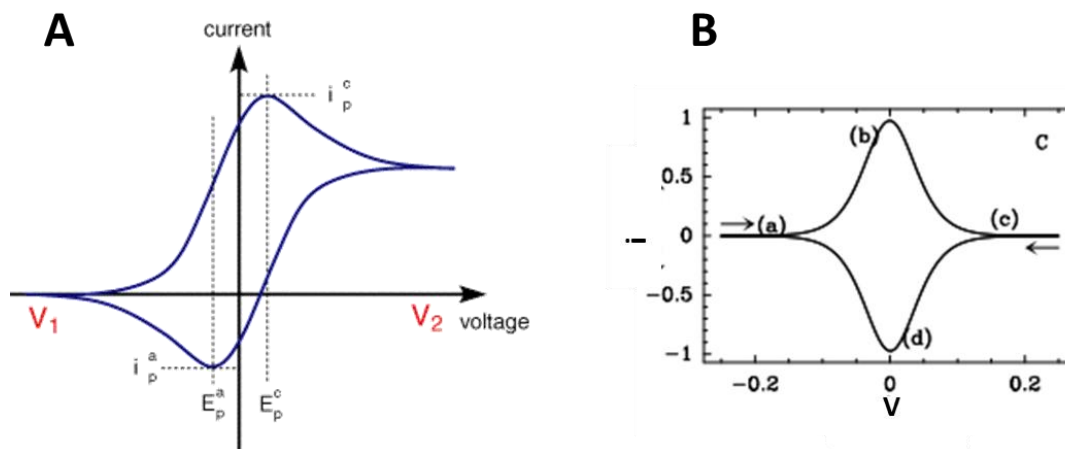 A
current
i p c
V1
V2
voltage
i p a
E p a
E p c
B
1
0.5
0
−0.5
−1
i
(a)
(b)
(c)
(d)
C
−0.2
0
0.2
V